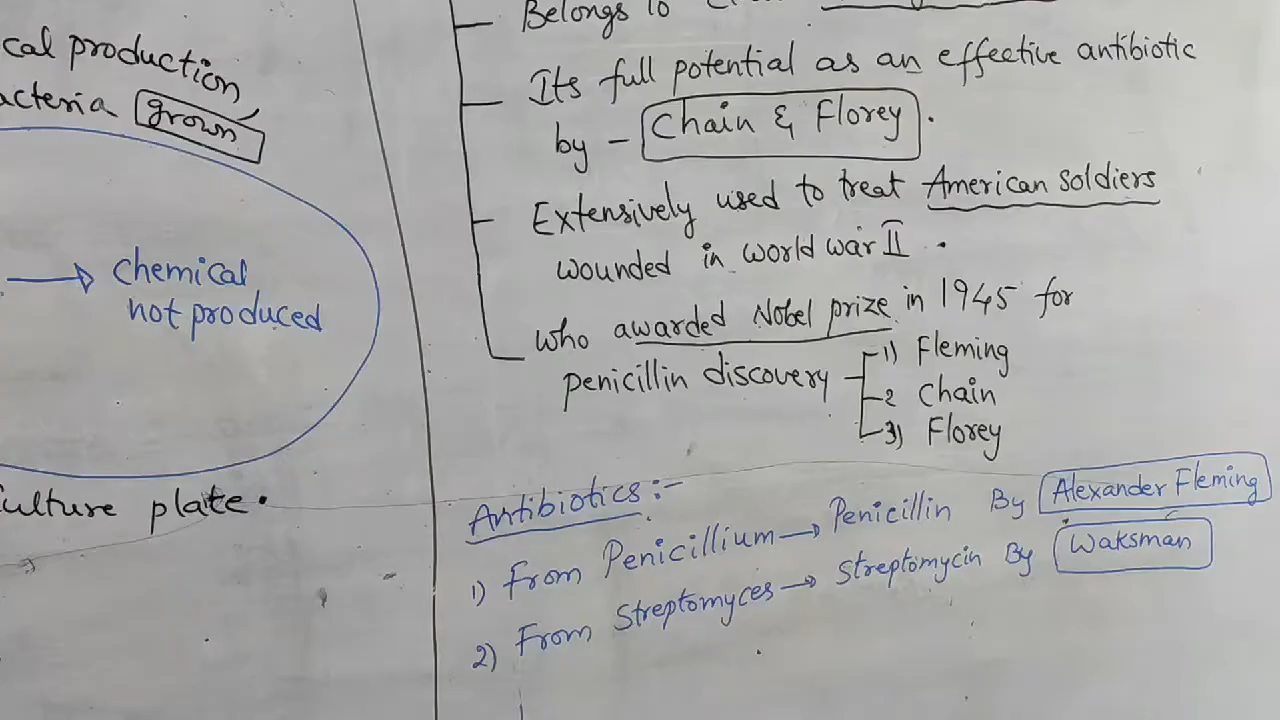 cal production
acteria grown
chemical
not produced
culture plate.
Belongs to
Its full potential as an effective antibiotic
by - Chain & Florey.
Extensively used to treat American soldiers
wounded in world war II.
who awarded Nobel prize in 1945 for
penicillin discovery
1) Fleming
2 Chain
3) Florey
Antibiotics :-
1) From Penicillium → Penicillin By Alexander Fleming
2) From Streptomyces → Streptomycin By Waksman